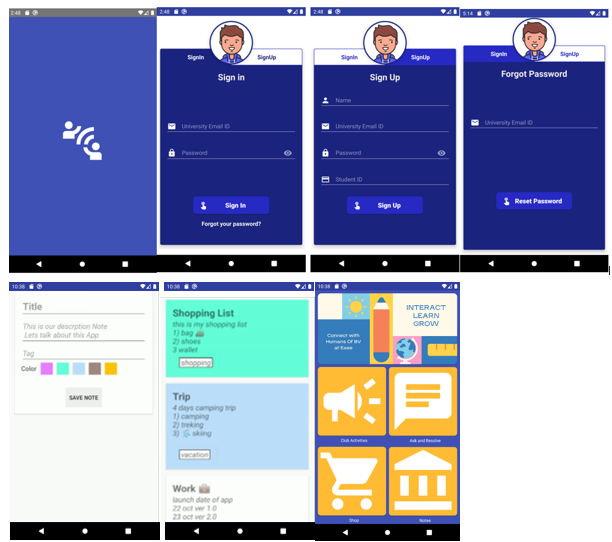 2:48
2:48
SignIn
SignUp
Sign in
University Email ID
Password
Sign In
Forgot your password?
2:48
SignIn
SignUp
Sign Up
Name
University Email ID
Password
Student ID
Sign Up
5:14
SignIn
SignUp
Forgot Password
University Email ID
Reset Password
10:38
Title
This is our descrption Note
Lets talk about this App
Tag
Color
SAVE NOTE
10:38
Shopping List
this is my shopping list
1) bag
2) shoes
3 wallet
shopping
Trip
4 days camping trip
1) camping
2) treking
3) skiing
vacation
Work
launch date of app
22 oct ver 1.0
23 oct ver 2.0
10:38
INTERACT
LEARN
GROW
Connect with
Humans Of BV
at Ease
Club Activities
Ask and Resolve
Shop